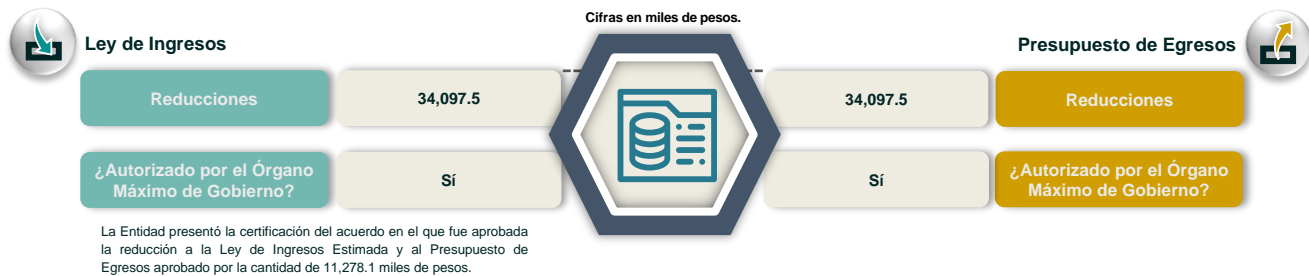 Cifras en miles de pesos.
Ley de Ingresos
Presupuesto de Egresos
Reducciones
34,097.5
34,097.5
Reducciones
¿Autorizado por el Órgano
Máximo de Gobierno?
Sí
Sí
¿Autorizado por el Órgano
Máximo de Gobierno?
La Entidad presentó la certificación del acuerdo en el que fue aprobada
la reducción a la Ley de Ingresos Estimada y al Presupuesto de
Egresos aprobado por la cantidad de 11,278.1 miles de pesos.